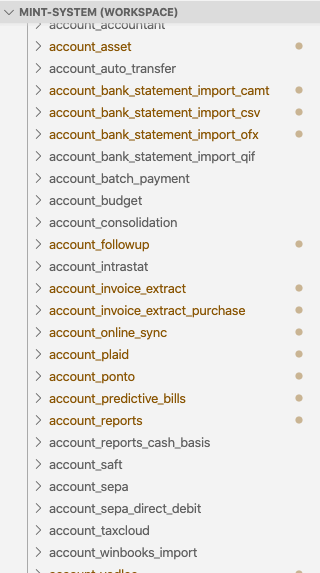 MINT-SYSTEM (WORKSPACE)
account_accountant
account_asset
account_auto_transfer
account_bank_statement_import_camt
account_bank_statement_import_csv
account_bank_statement_import_ofx
account_bank_statement_import_qif
account_batch_payment
account_budget
account_consolidation
account_followup
account_intrastat
account_invoice_extract
account_invoice_extract_purchase
account_online_sync
account_plaid
account_ponto
account_predictive_bills
account_reports
account_reports_cash_basis
account_saft
account_sepa
account_sepa_direct_debit
account_taxcloud
account_winbooks_import
account_yodlee